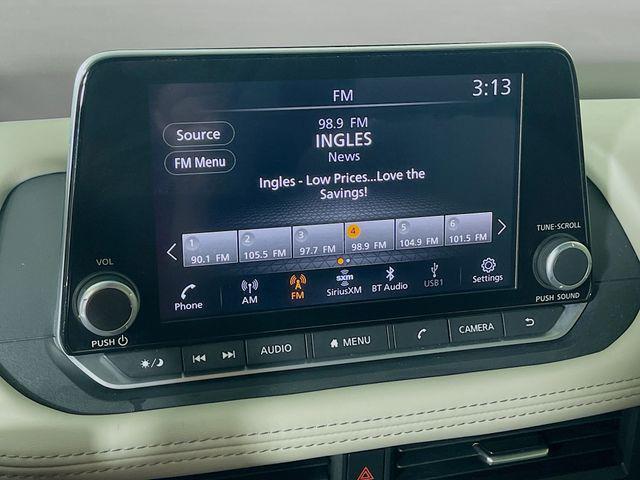 FM
3:13
Source
FM Menu
98.9 FM
INGLES
News
Ingles - Low Prices...Love the
Savings!
1
90.1 FM
2
105.5 FM
3
97.7 FM
4
98.9 FM
5
104.9 FM
6
101.5 FM
Phone
AM
FM
sxm
SiriusXM
BT Audio
USB1
Settings
VOL
PUSH
TUNE-SCROLL
PUSH SOUND
AUDIO
MENU
CAMERA